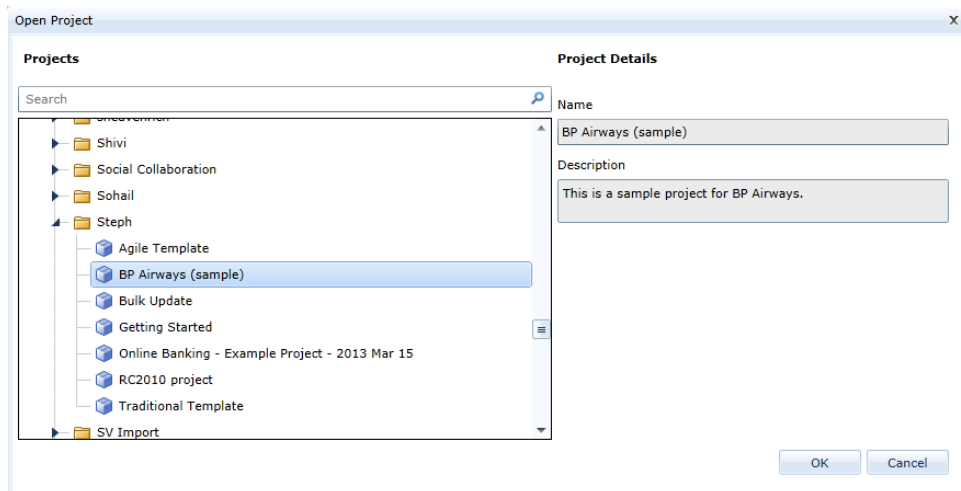 Open Project
X
Projects
Search
Shivi
Social Collaboration
Sohail
Steph
Agile Template
BP Airways (sample)
Bulk Update
Getting Started
Online Banking - Example Project - 2013 Mar 15
RC2010 project
Traditional Template
SV Import
Project Details
Name
BP Airways (sample)
Description
This is a sample project for BP Airways.
OK
Cancel